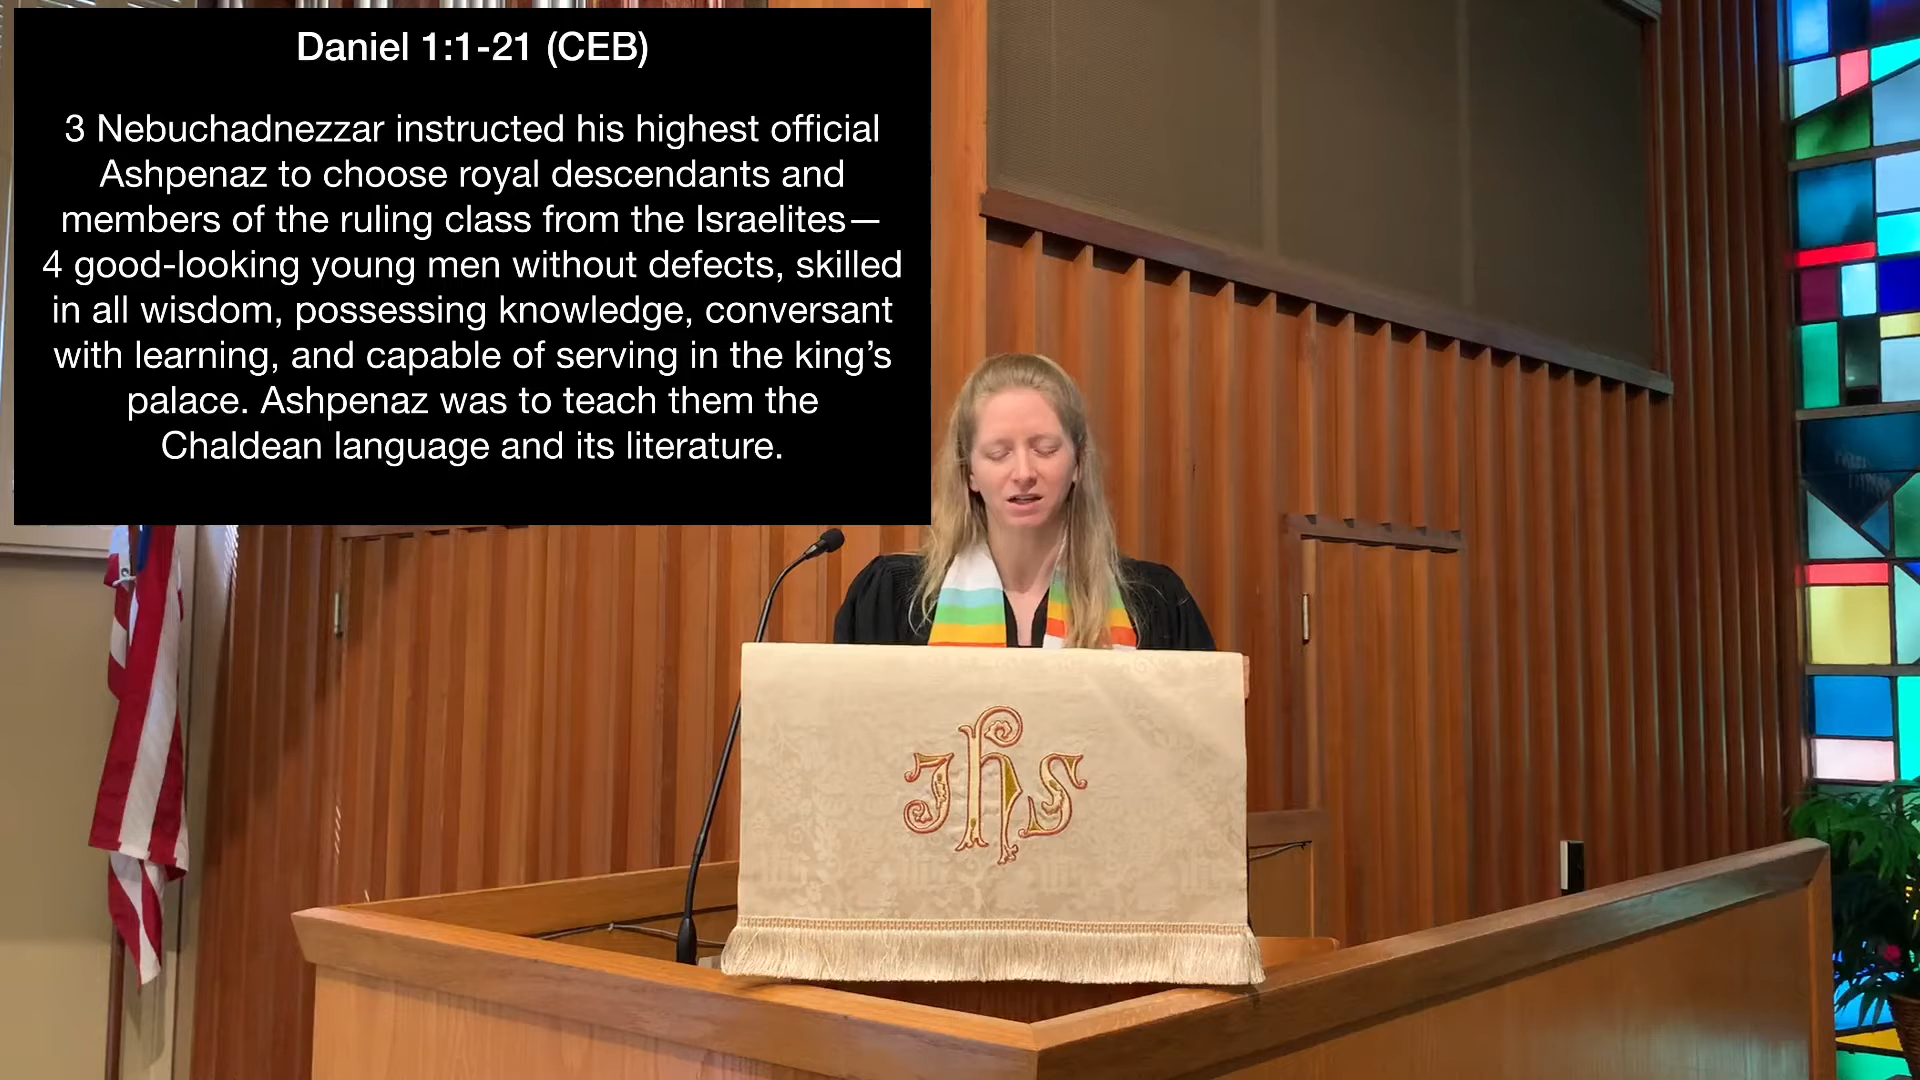 Daniel 1:1-21 (CEB)
3 Nebuchadnezzar instructed his highest official
Ashpenaz to choose royal descendants and
members of the ruling class from the Israelites—
4 good-looking young men without defects, skilled
in all wisdom, possessing knowledge, conversant
with learning, and capable of serving in the king’s
palace. Ashpenaz was to teach them the
Chaldean language and its literature.
Jhs